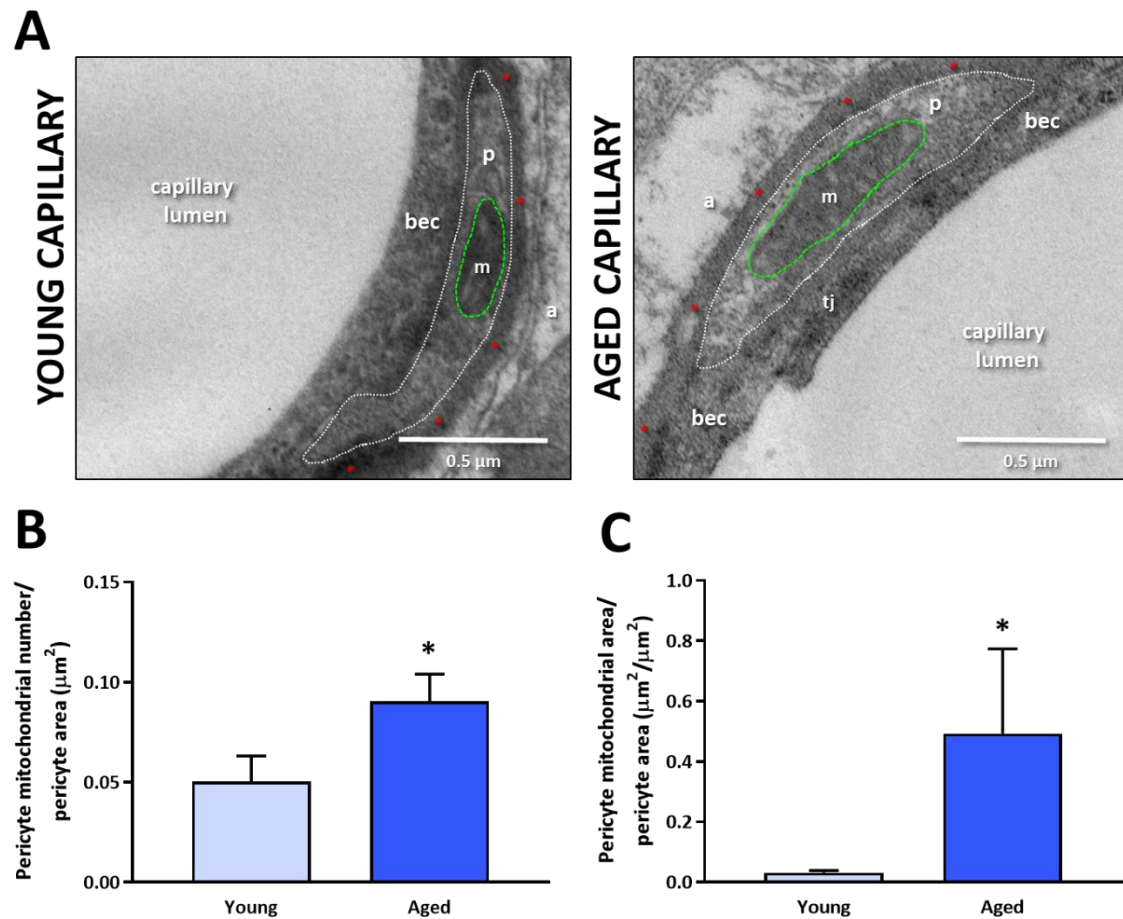 A
YOUNG CAPILLARY
capillary
lumen
bec
p
m
a
*
*
*
*
*
0.5 μm
AGED CAPILLARY
*
*
*
*
*
p
bec
m
a
tj
capillary
lumen
bec
0.5 μm
B
Pericyte mitochondrial number/
pericyte area (μm²)
0.15
0.10
0.05
0.00
*
Young
Aged
C
Pericyte mitochondrial area/
pericyte area (μm²/μm²)
1.0
0.8
0.6
0.4
0.2
0.0
*
Young
Aged